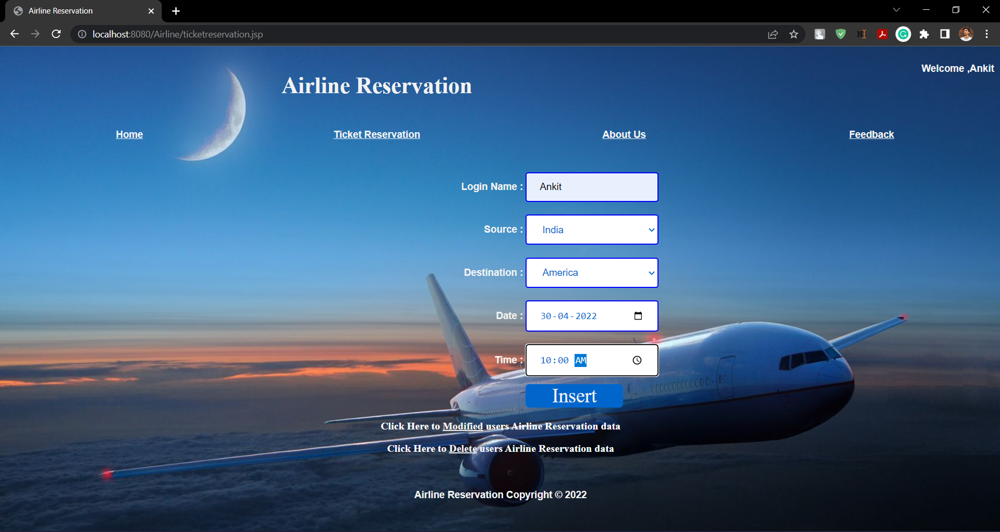 Airline Reservation
localhost:8080/Airline/ticketreservation.jsp
Welcome ,Ankit
Airline Reservation
Home Ticket Reservation About Us Feedback
Login Name : Ankit
Source : India
Destination : America
Date : 30-04-2022
Time : 10:00 AM
Insert
Click Here to Modified users Airline Reservation data
Click Here to Delete users Airline Reservation data
Airline Reservation Copyright © 2022